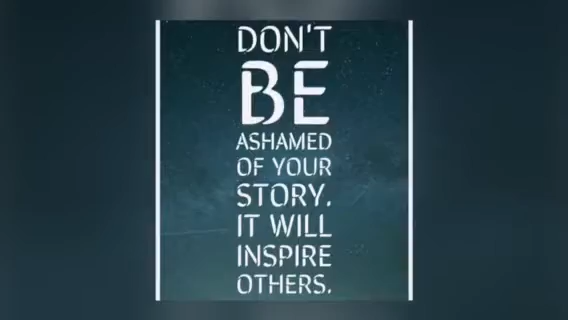 DON'T
BE
ASHAMED
OF YOUR
STORY.
IT WILL
INSPIRE
OTHERS.